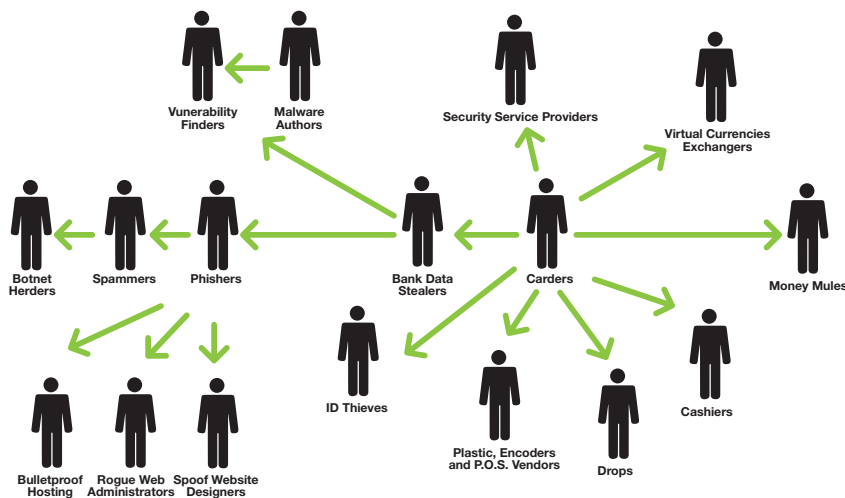 Vunerability
Finders
Malware
Authors
Security Service Providers
Virtual Currencies
Exchangers
Botnet
Herders
Spammers
Phishers
Bank Data
Stealers
Carders
Money Mules
ID Thieves
Plastic, Encoders
and P.O.S. Vendors
Drops
Cashiers
Bulletproof
Hosting
Rogue Web
Administrators
Spoof Website
Designers